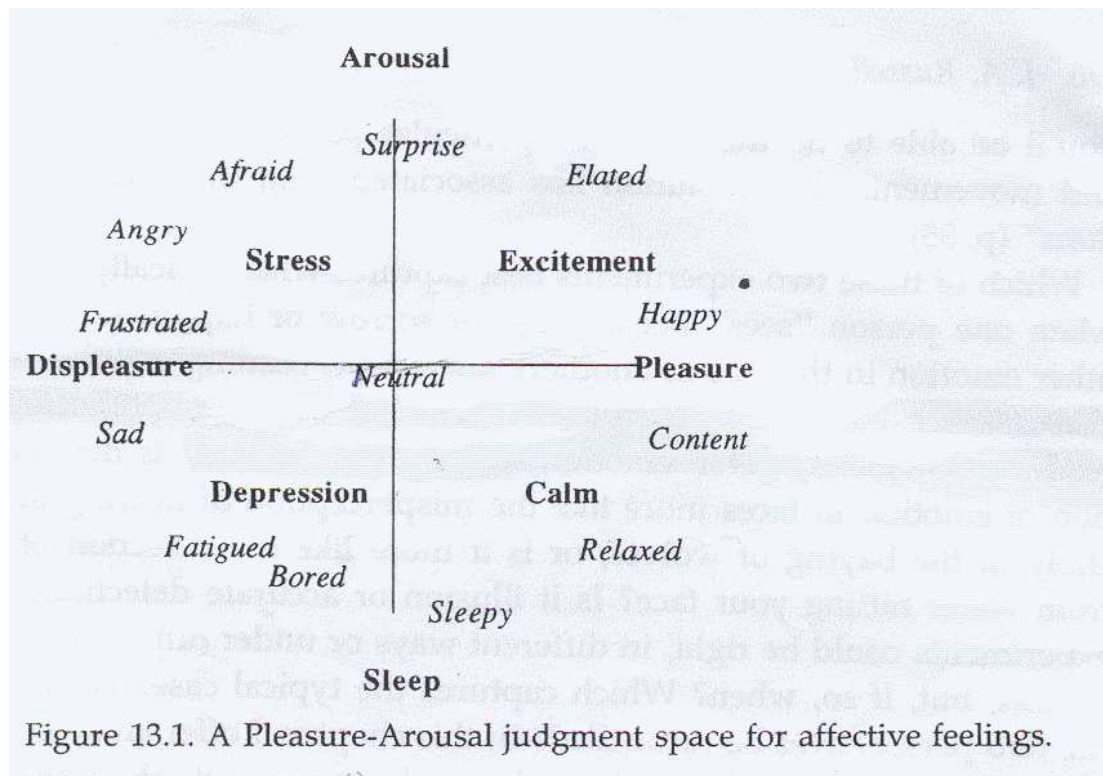 Arousal
Surprise
Afraid
Elated
Angry
Stress
Excitement
Happy
Frustrated
Displeasure
Pleasure
Neutral
Sad
Content
Depression
Calm
Fatigued
Relaxed
Bored
Sleepy
Sleep
Figure 13.1. A Pleasure-Arousal judgment space for affective feelings.